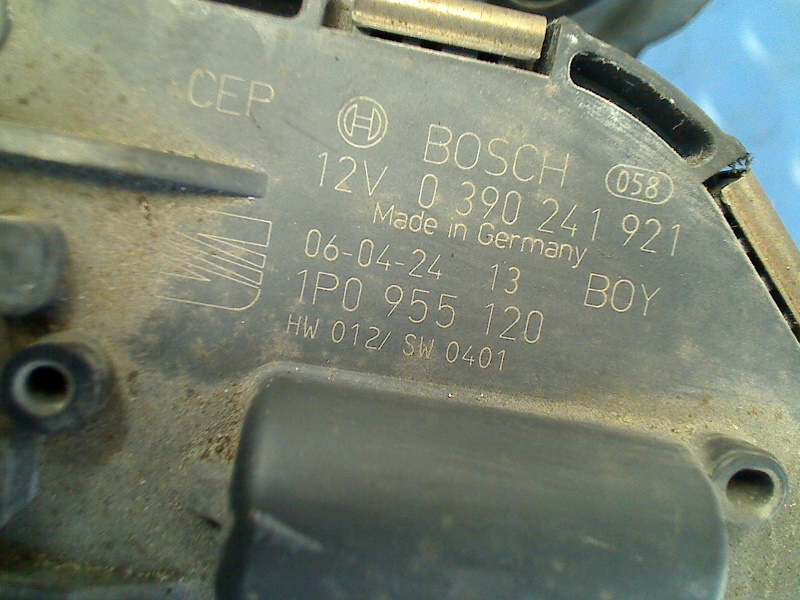 CEP
BOSCH 058
12V 0 390 241 921
Made in Germany
06-04-24 13 BOY
1P0 955 120
HW 012/ SW 0401